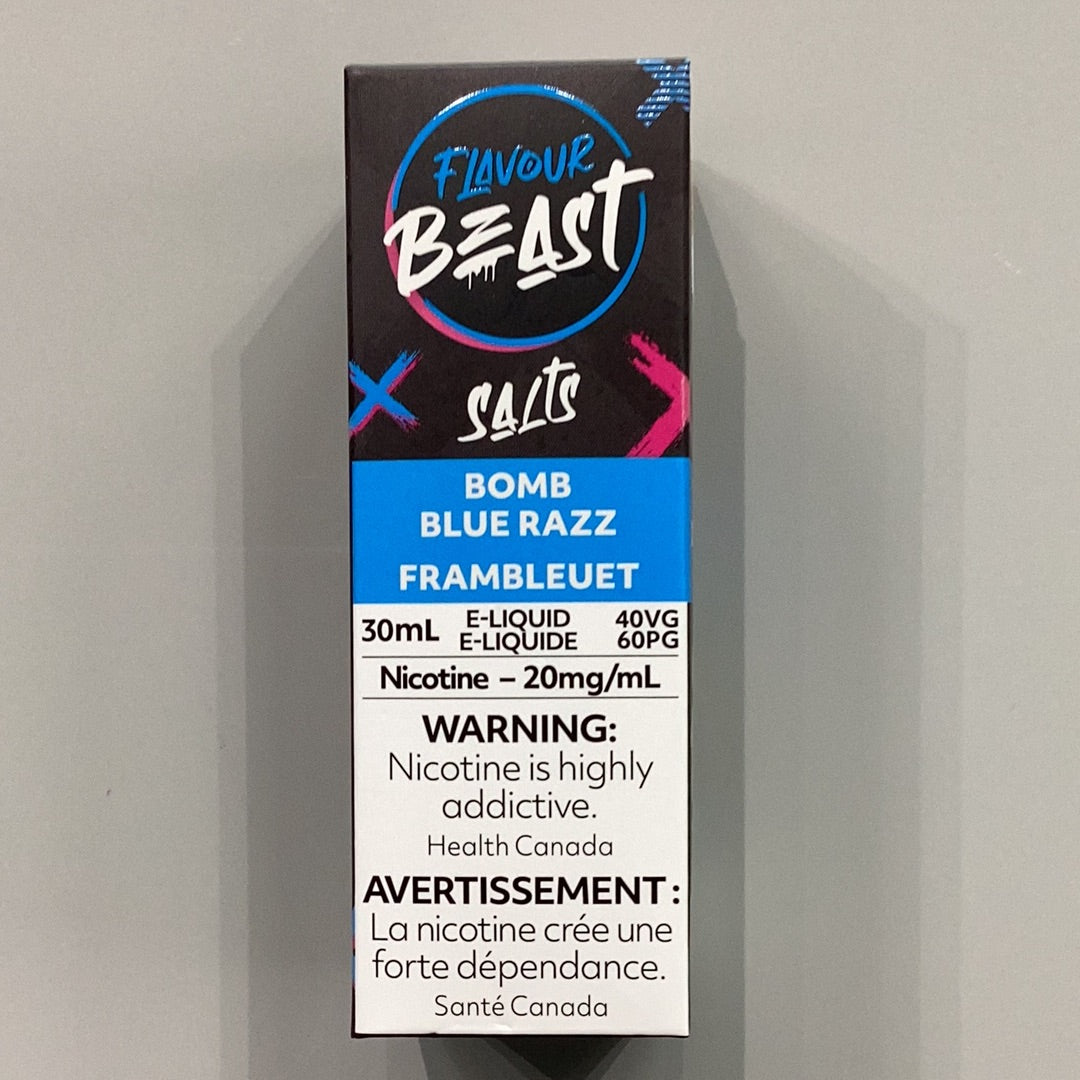 FLAVOUR
BEAST
SALTS
BOMB
BLUE RAZZ
FRAMBLEUET
30mL E-LIQUID 40VG
E-LIQUIDE 60PG
Nicotine – 20mg/mL
WARNING:
Nicotine is highly
addictive.
Health Canada
AVERTISSEMENT :
La nicotine crée une
forte dépendance.
Santé Canada